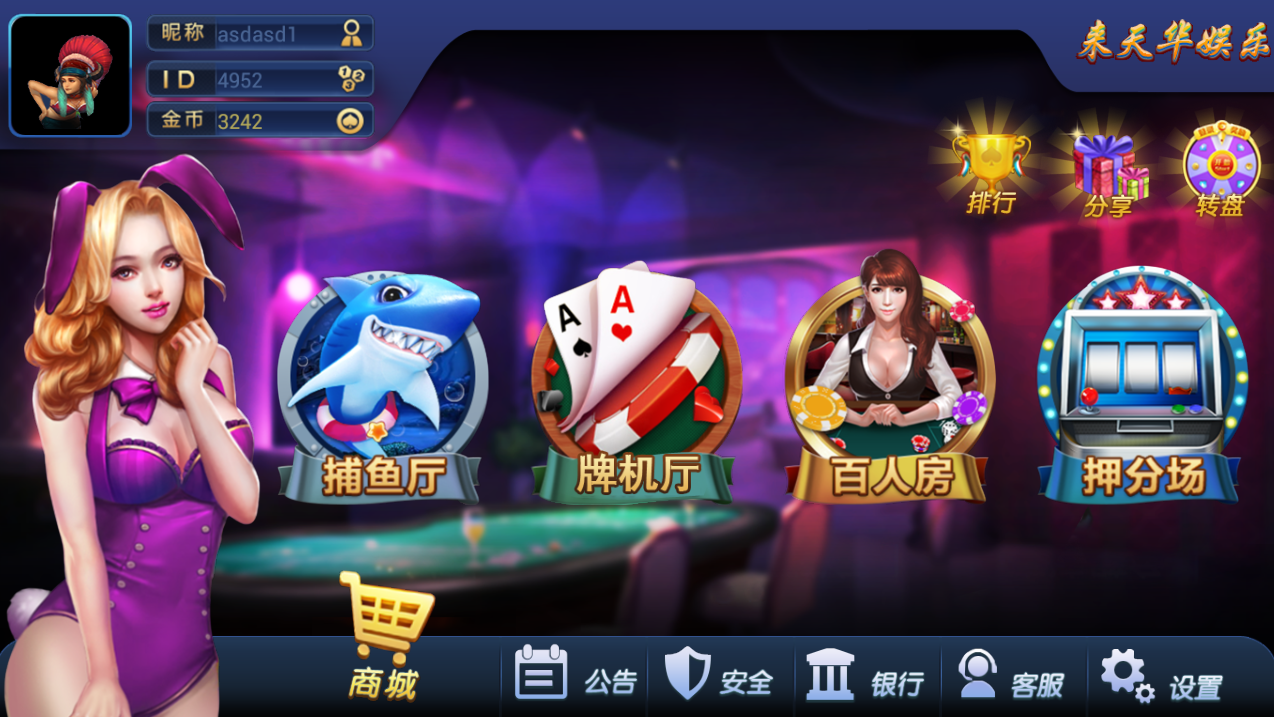 昵称 asdasd1
ID 4952
金币 3242
来天华娱乐
排行
分享
转盘
A
A
捕鱼厅
牌机厅
百人房
押分场
商城
公告
安全
银行
客服
设置